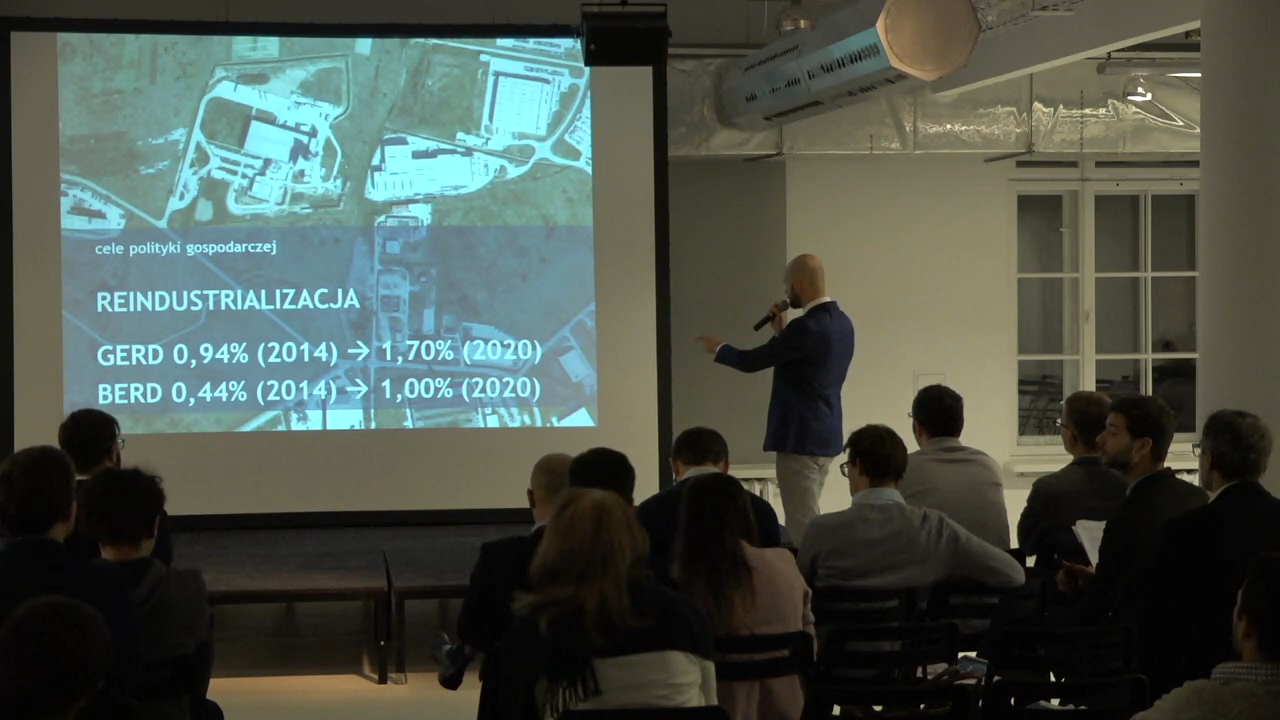 cele polityki gospodarczej
REINDUSTRIALIZACJA
GERD 0,94% (2014) → 1,70% (2020)
BERD 0,44% (2014) → 1,00% (2020)